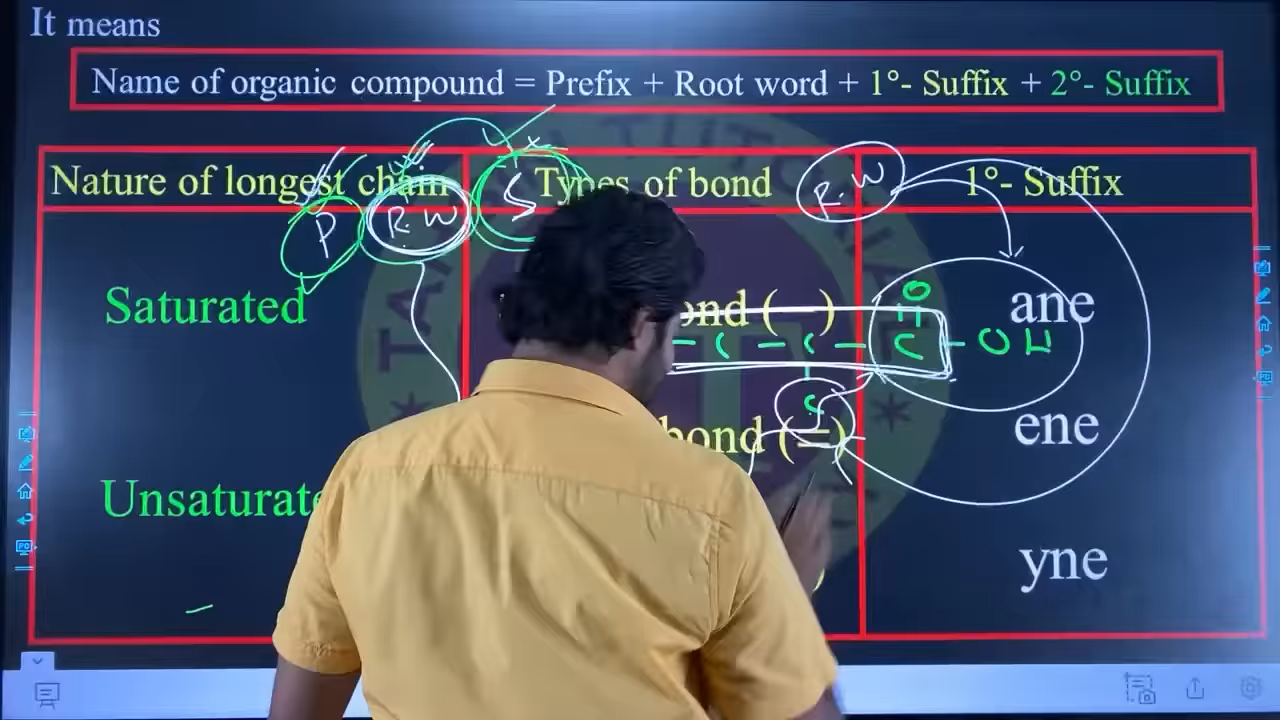 It means
Name of organic compound = Prefix + Root word + 1°- Suffix + 2°- Suffix
Nature of longest chain Types of bond 1°- Suffix
P R.W S R.W
Saturated ond (—) ane
O
– C – C – C – OH
C
bond (=) ene
Unsaturate
yne